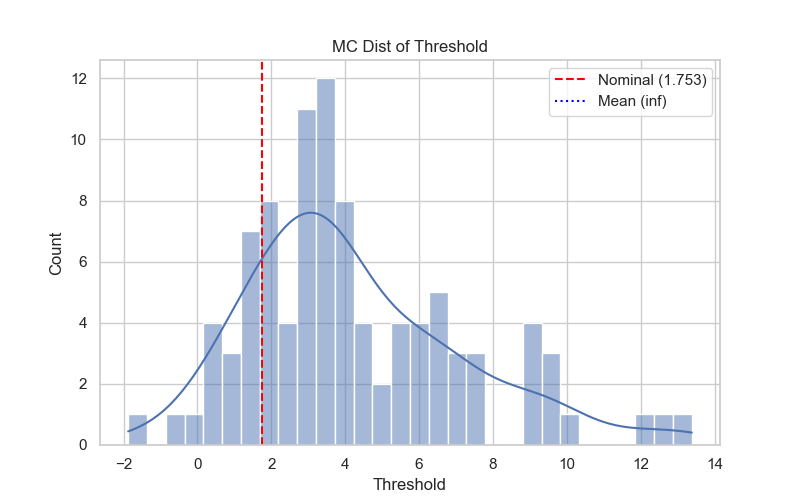 MC Dist of Threshold
Nominal (1.753)
Mean (inf)
Count
12
10
8
6
4
2
0
−2 0 2 4 6 8 10 12 14
Threshold